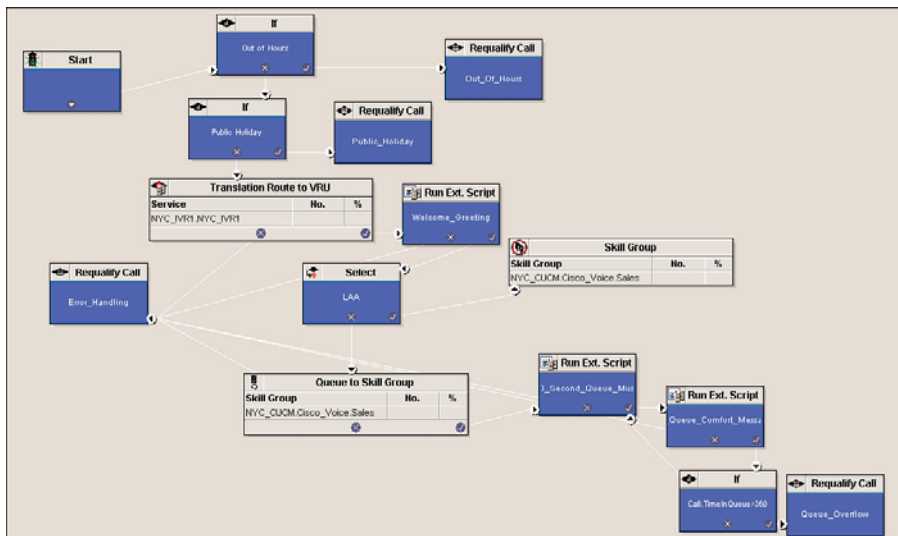 If
Out of Hours
Start
Requalify Call
Out_Of_Hours
If
Public Holiday
Requalify Call
Public_Holiday
Translation Route to VRU
Service No. %
NYC_IVR1.NYC_IVR1
Run Ext. Script
Welcome_Greeting
Skill Group
Skill Group No. %
NYC_CUCM.Cisco_Voice.Sales
Requalify Call
Error_Handling
Select
LAA
Queue to Skill Group
Skill Group No. %
NYC_CUCM.Cisco_Voice.Sales
Run Ext. Script
)_Second_Queue_Mus
Run Ext. Script
Queue_Comfort_Messa
If
Call.TimeInQueue>360
Requalify Call
Queue_Overflow